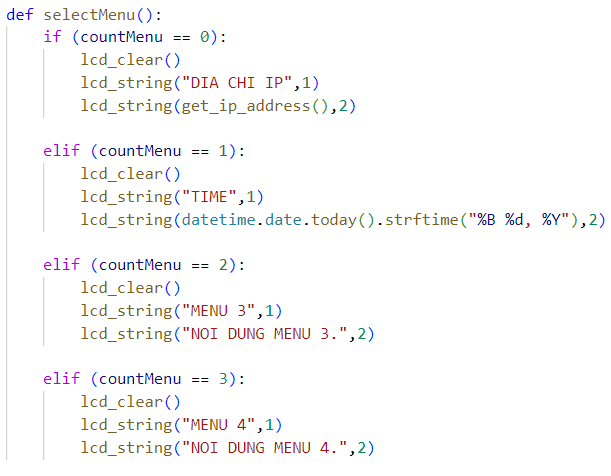 def selectMenu():
    if (countMenu == 0):
        lcd_clear()
        lcd_string("DIA CHI IP",1)
        lcd_string(get_ip_address(),2)

    elif (countMenu == 1):
        lcd_clear()
        lcd_string("TIME",1)
        lcd_string(datetime.date.today().strftime("%B %d, %Y"),2)

    elif (countMenu == 2):
        lcd_clear()
        lcd_string("MENU 3",1)
        lcd_string("NOI DUNG MENU 3.",2)

    elif (countMenu == 3):
        lcd_clear()
        lcd_string("MENU 4",1)
        lcd_string("NOI DUNG MENU 4.",2)